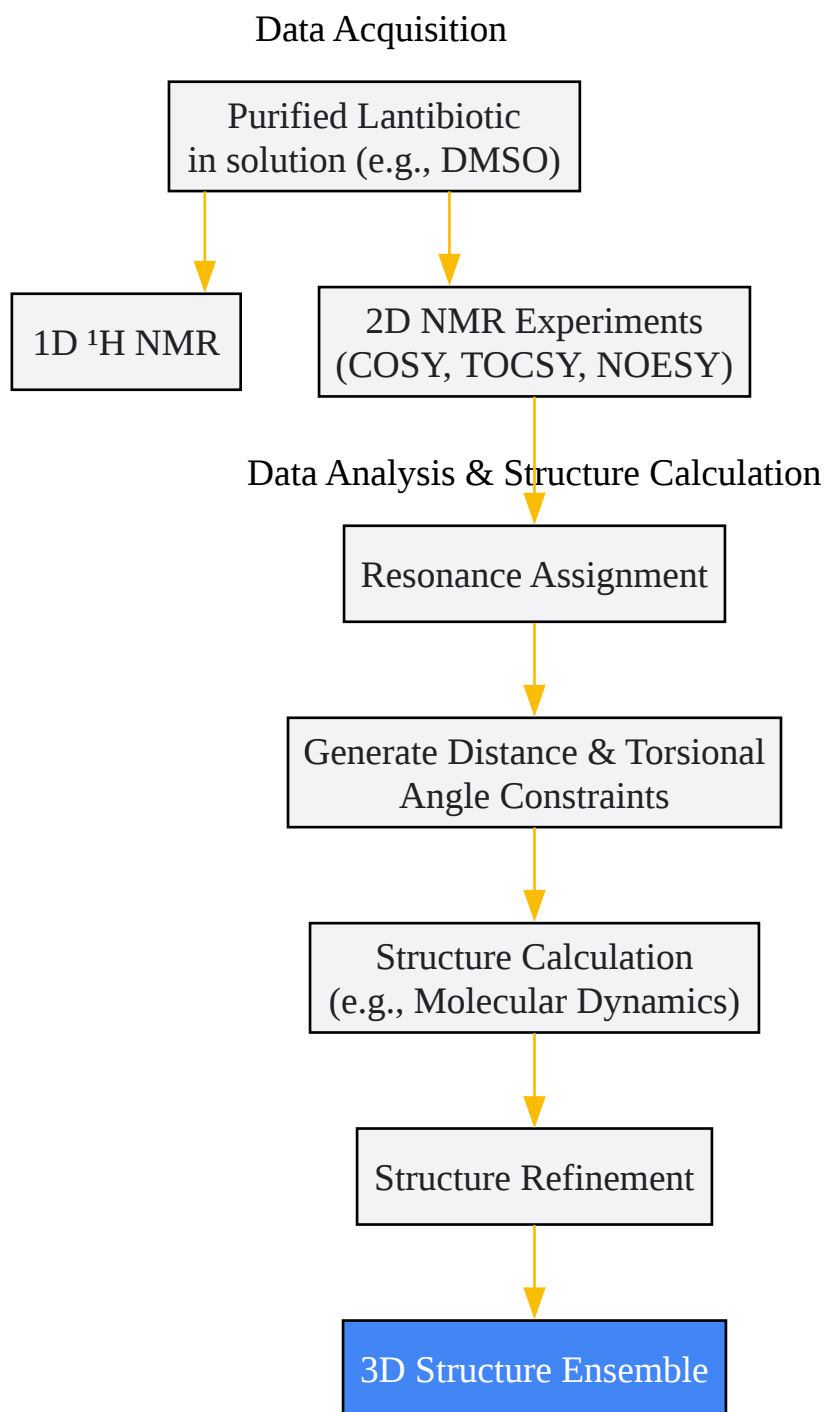 Data Acquisition
Purified Lantibiotic
in solution (e.g., DMSO)
1D ¹H NMR
2D NMR Experiments
(COSY, TOCSY, NOESY)
Data Analysis & Structure Calculation
Resonance Assignment
Generate Distance & Torsional
Angle Constraints
Structure Calculation
(e.g., Molecular Dynamics)
Structure Refinement
3D Structure Ensemble